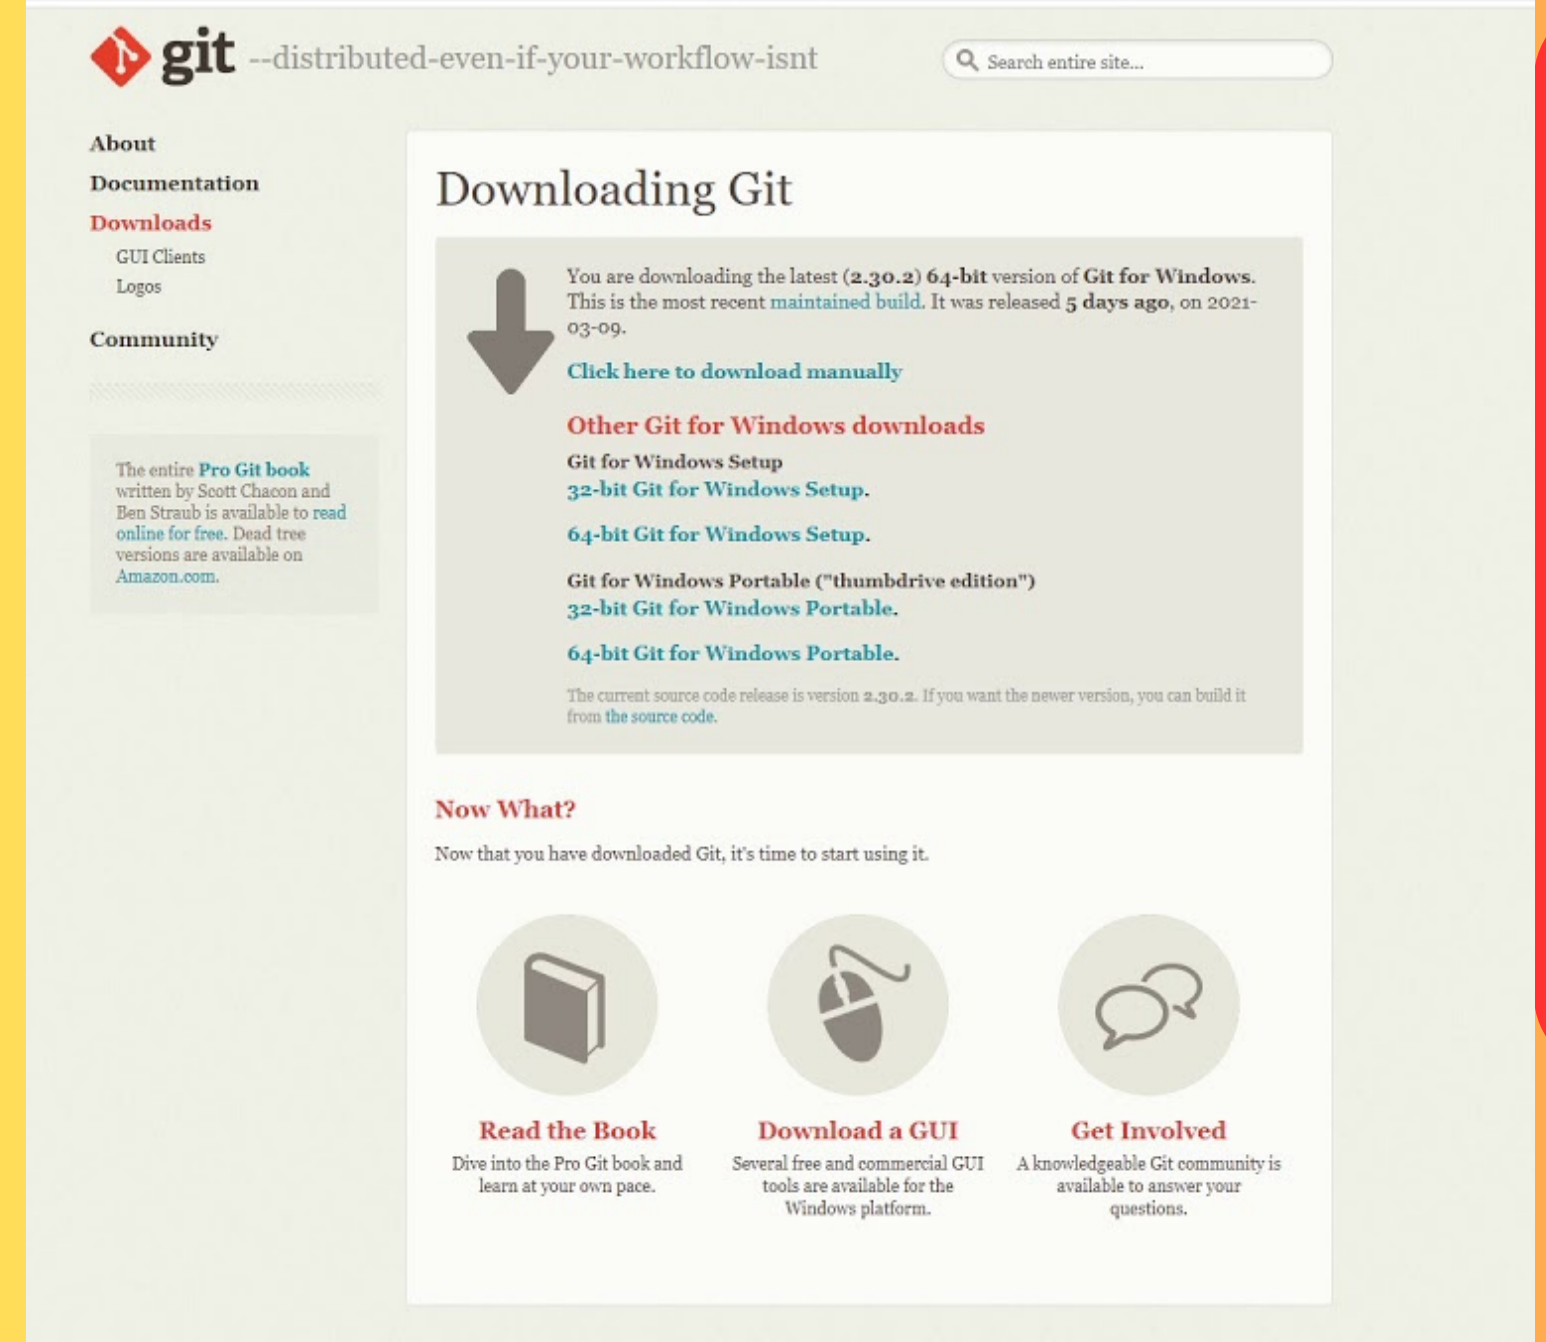 git --distributed-even-if-your-workflow-isnt
Search entire site...
About
Documentation
Downloads
GUI Clients
Logos
Community
The entire Pro Git book
written by Scott Chacon and
Ben Straub is available to read
online for free. Dead tree
versions are available on
Amazon.com.
Downloading Git
You are downloading the latest (2.30.2) 64-bit version of Git for Windows.
This is the most recent maintained build. It was released 5 days ago, on 2021-
03-09.
Click here to download manually
Other Git for Windows downloads
Git for Windows Setup
32-bit Git for Windows Setup.
64-bit Git for Windows Setup.
Git for Windows Portable ("thumbdrive edition")
32-bit Git for Windows Portable.
64-bit Git for Windows Portable.
The current source code release is version 2.30.2. If you want the newer version, you can build it
from the source code.
Now What?
Now that you have downloaded Git, it's time to start using it.
Read the Book
Dive into the Pro Git book and
learn at your own pace.
Download a GUI
Several free and commercial GUI
tools are available for the
Windows platform.
Get Involved
A knowledgeable Git community is
available to answer your
questions.